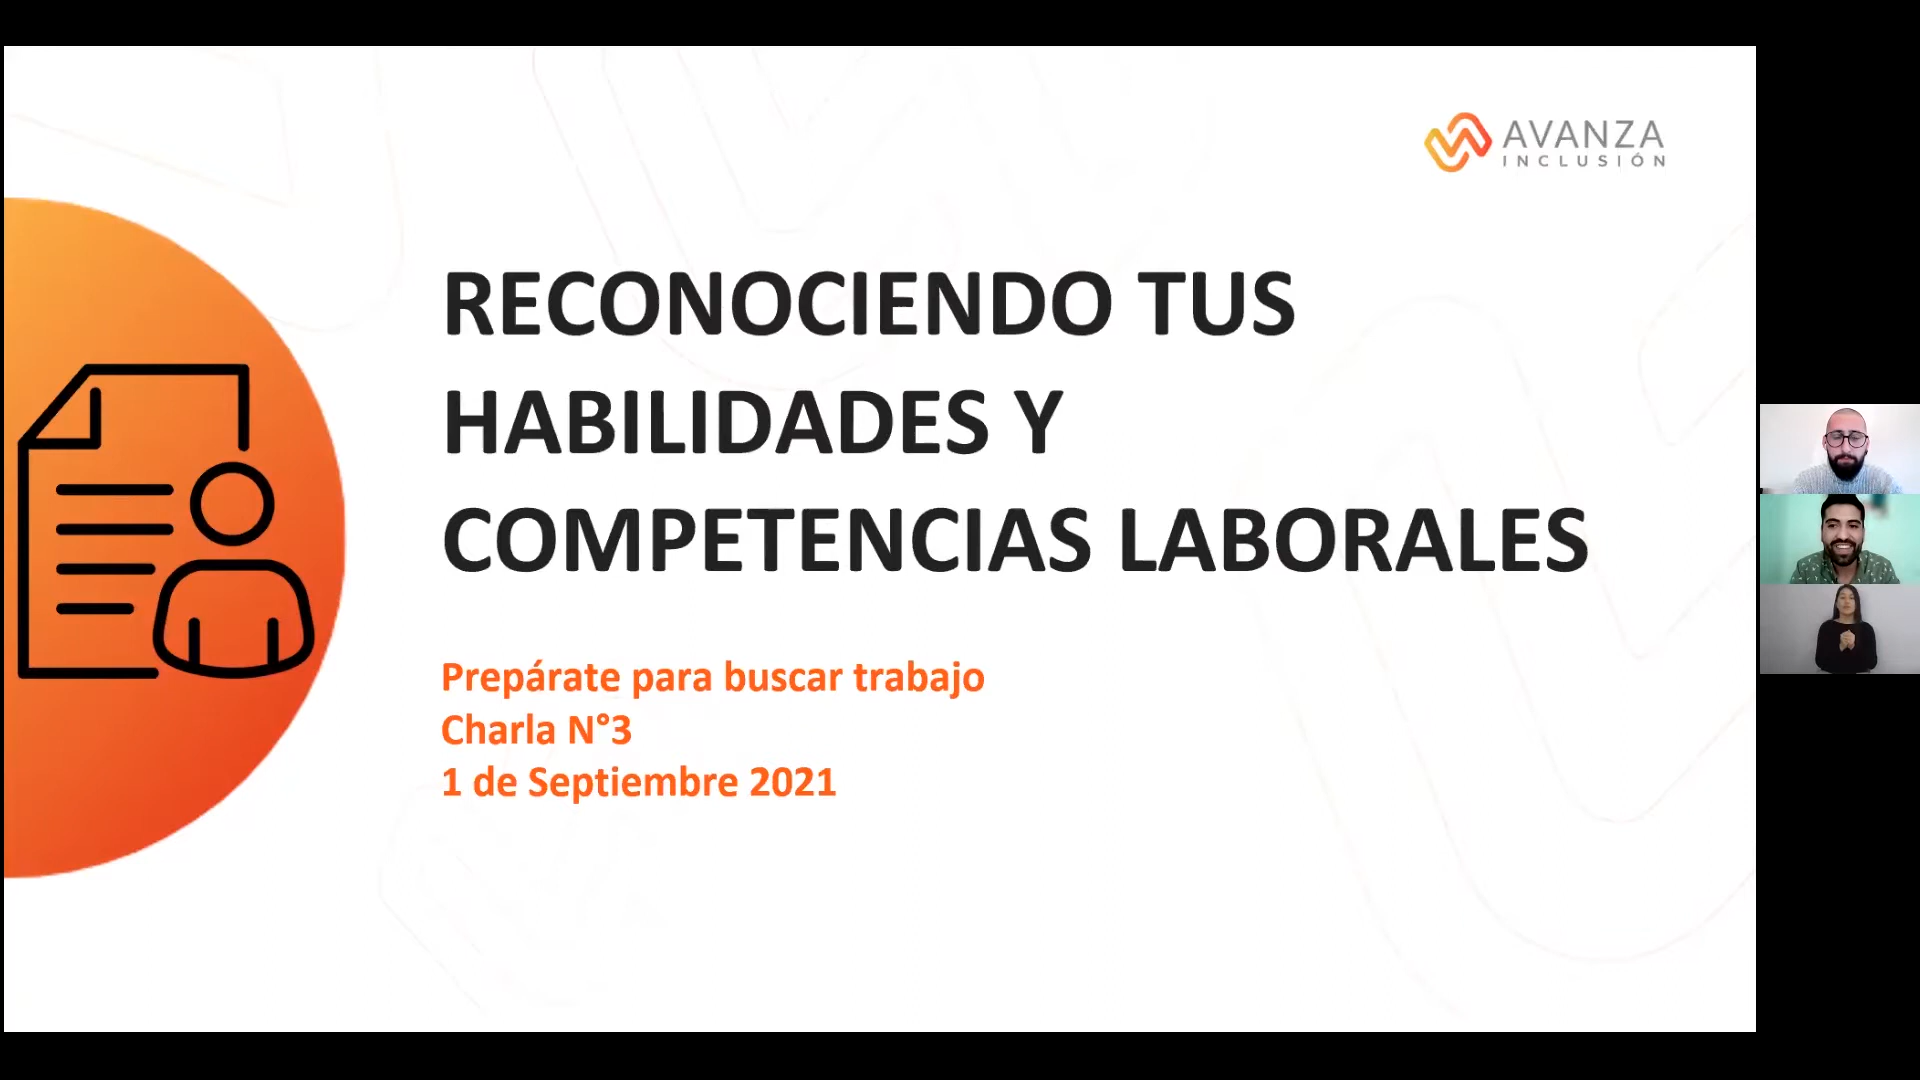 AVANZA
INCLUSIÓN
RECONOCIENDO TUS
HABILIDADES Y
COMPETENCIAS LABORALES
Prepárate para buscar trabajo
Charla N°3
1 de Septiembre 2021